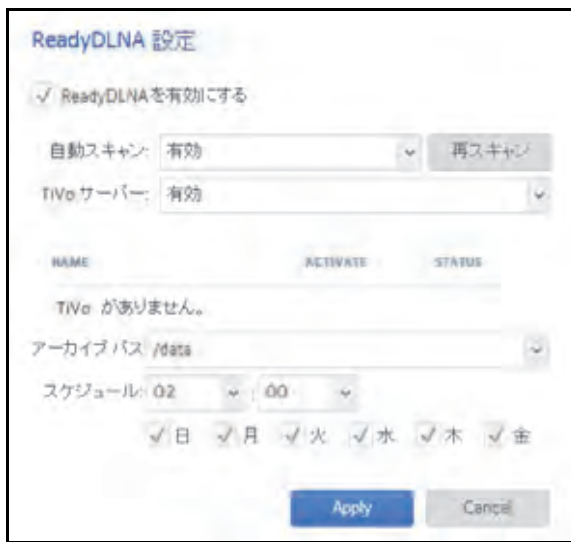 ReadyDLNA 設定
ReadyDLNAを有効にする
自動スキャン: 有効 再スキャン
TiVo サーバー: 有効
NAME ACTIVATE STATUS
TiVo がありません。
アーカイブ パス /data
スケジュール: 02 : 00
日 月 火 水 木 金
Apply Cancel